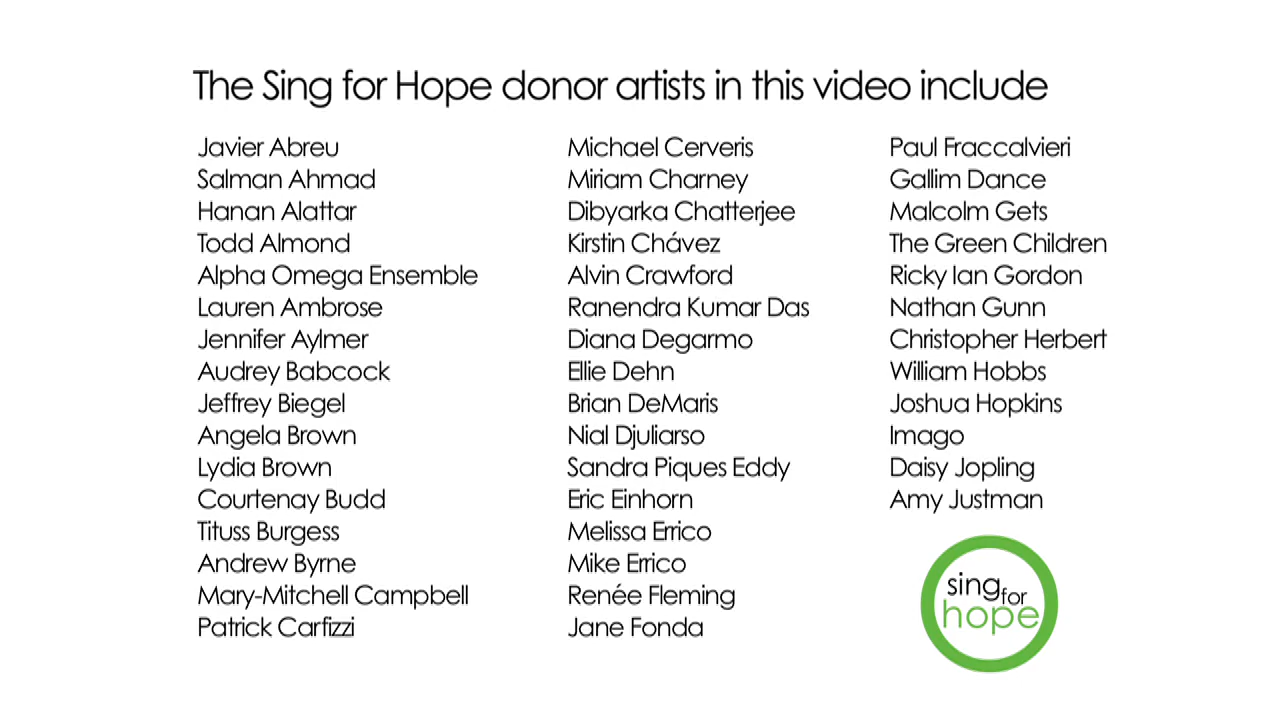 The Sing for Hope donor artists in this video include
Javier Abreu
Salman Ahmad
Hanan Alattar
Todd Almond
Alpha Omega Ensemble
Lauren Ambrose
Jennifer Aylmer
Audrey Babcock
Jeffrey Biegel
Angela Brown
Lydia Brown
Courtenay Budd
Tituss Burgess
Andrew Byrne
Mary-Mitchell Campbell
Patrick Carfizzi
Michael Cerveris
Miriam Charney
Dibyarka Chatterjee
Kirstin Chávez
Alvin Crawford
Ranendra Kumar Das
Diana Degarmo
Ellie Dehn
Brian DeMaris
Nial Djuliarso
Sandra Piques Eddy
Eric Einhorn
Melissa Errico
Mike Errico
Renée Fleming
Jane Fonda
Paul Fraccalvieri
Gallim Dance
Malcolm Gets
The Green Children
Ricky Ian Gordon
Nathan Gunn
Christopher Herbert
William Hobbs
Joshua Hopkins
Imago
Daisy Jopling
Amy Justman
sing for
hope